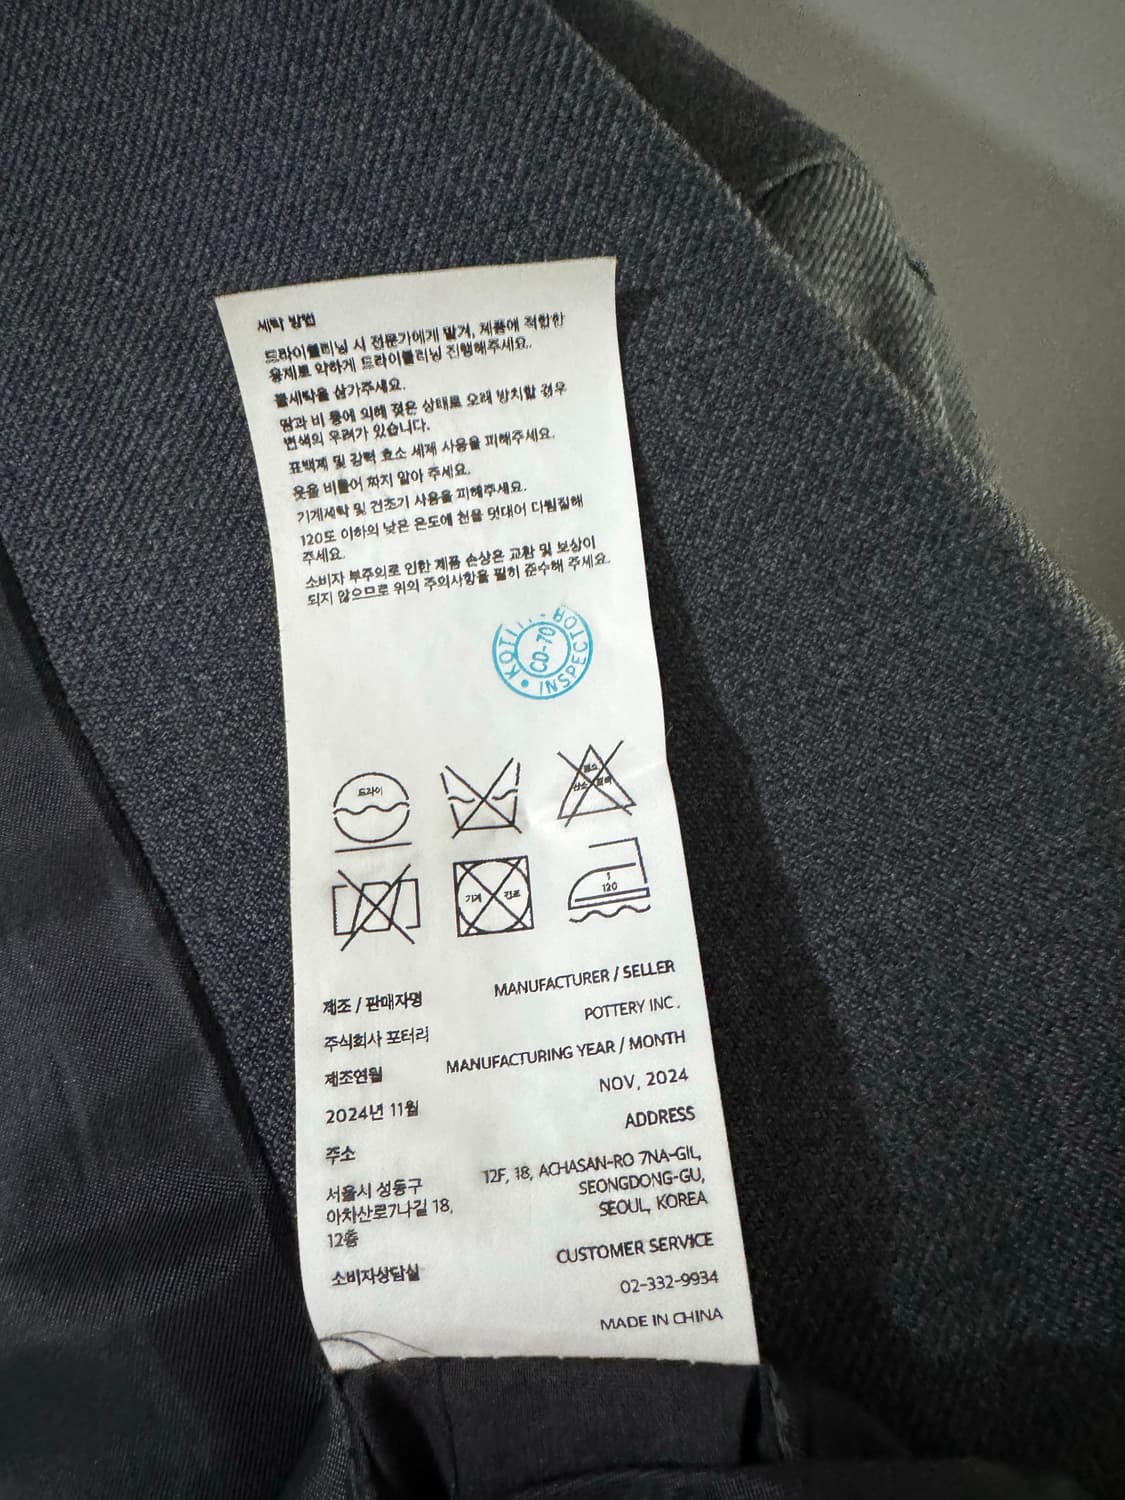 세탁 방법
드라이클리닝 시 전문가에게 맡겨, 제품에 적합한
용제로 약하게 드라이클리닝 진행해주세요.
물세탁을 삼가주세요.
땀과 비 등에 의해 젖은 상태로 오래 방치할 경우
변색의 우려가 있습니다.
표백제 및 강력 효소 세제 사용을 피해주세요.
옷을 비틀어 짜지 말아 주세요.
기계세탁 및 건조기 사용을 피해주세요.
120도 이하의 낮은 온도에 천을 덧대어 다림질해
주세요.
소비자 부주의로 인한 제품 손상은 교환 및 보상이
되지 않으므로 위의 주의사항을 필히 준수해 주세요.
KOTITI
CD-70
INSPECTOR
드라이
염소
산소 표백
기계 건조
1
120
제조 / 판매자명
MANUFACTURER / SELLER
주식회사 포터리
POTTERY INC.
제조연월
MANUFACTURING YEAR / MONTH
2024년 11월
NOV, 2024
주소
ADDRESS
서울시 성동구
아차산로7나길 18,
12층
12F, 18, ACHASAN-RO 7NA-GIL,
SEONGDONG-GU,
SEOUL, KOREA
소비자상담실
CUSTOMER SERVICE
02-332-9934
MADE IN CHINA